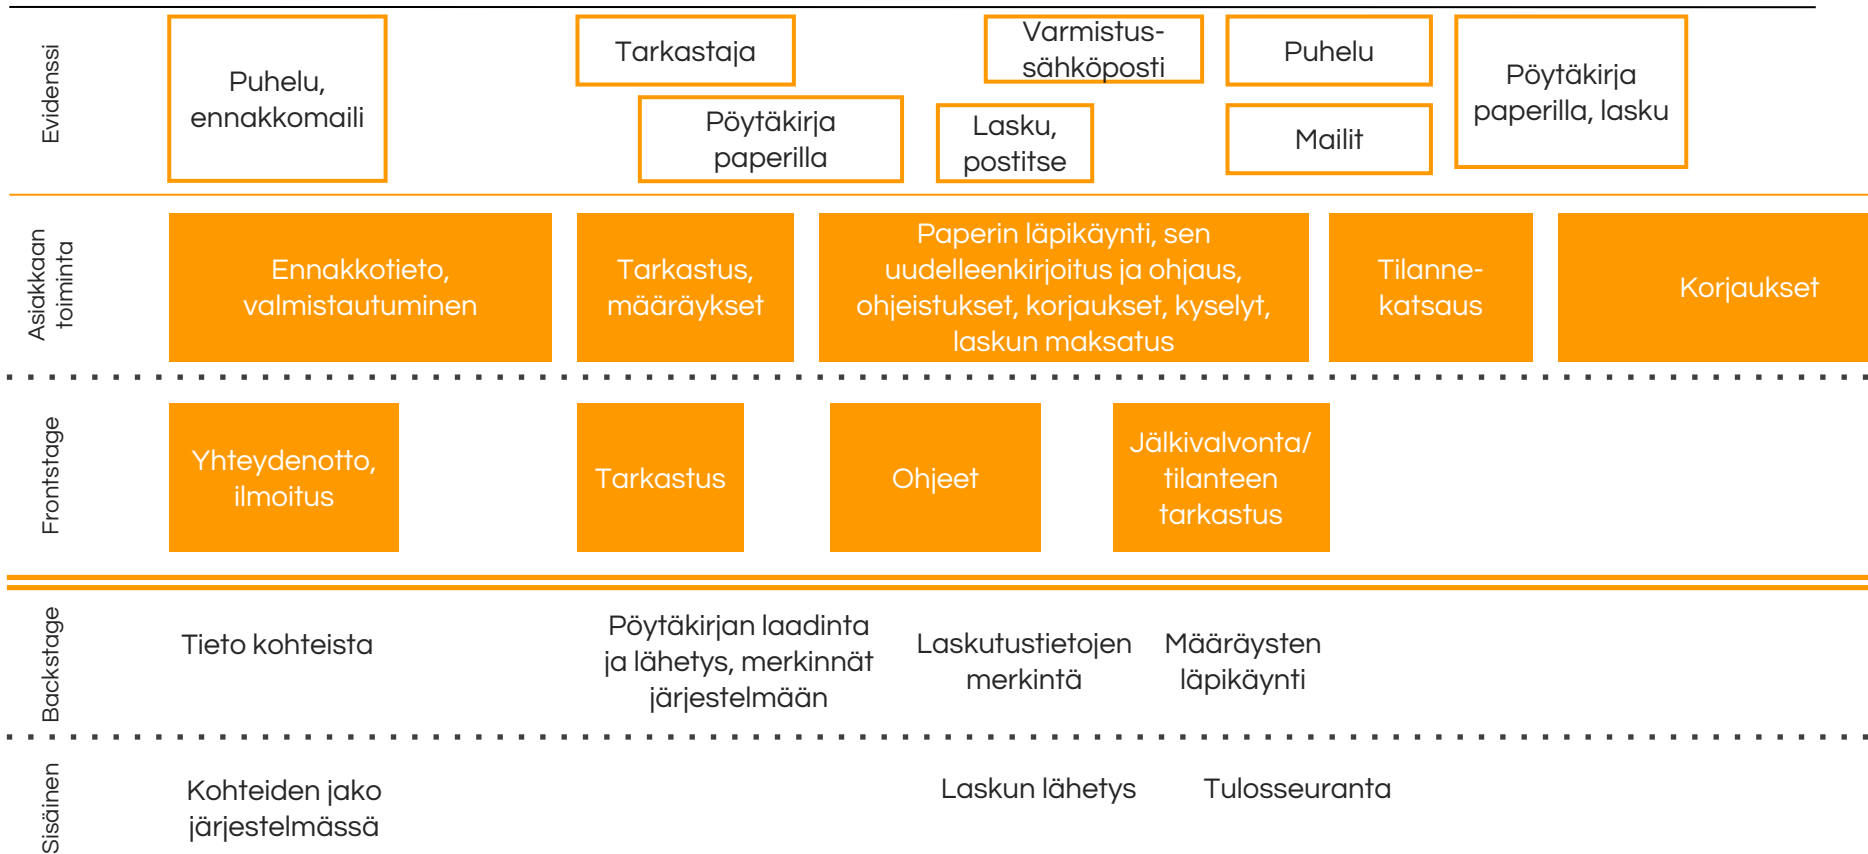 Evidenssi
Puhelu,
ennakkomaili
Tarkastaja
Pöytäkirja
paperilla
Varmistus-
sähköposti
Lasku,
postitse
Puhelu
Mailit
Pöytäkirja
paperilla, lasku
Asiakkaan
toiminta
Ennakkotieto,
valmistautuminen
Tarkastus,
määräykset
Paperin läpikäynti, sen
uudelleenkirjoitus ja ohjaus,
ohjeistukset, korjaukset, kyselyt,
laskun maksatus
Tilanne-
katsaus
Korjaukset
Frontstage
Yhteydenotto,
ilmoitus
Tarkastus
Ohjeet
Jälkivalvonta/
tilanteen
tarkastus
Backstage
Tieto kohteista
Pöytäkirjan laadinta
ja lähetys, merkinnät
järjestelmään
Laskutustietojen
merkintä
Määräysten
läpikäynti
Sisäinen
Kohteiden jako
järjestelmässä
Laskun lähetys
Tulosseuranta